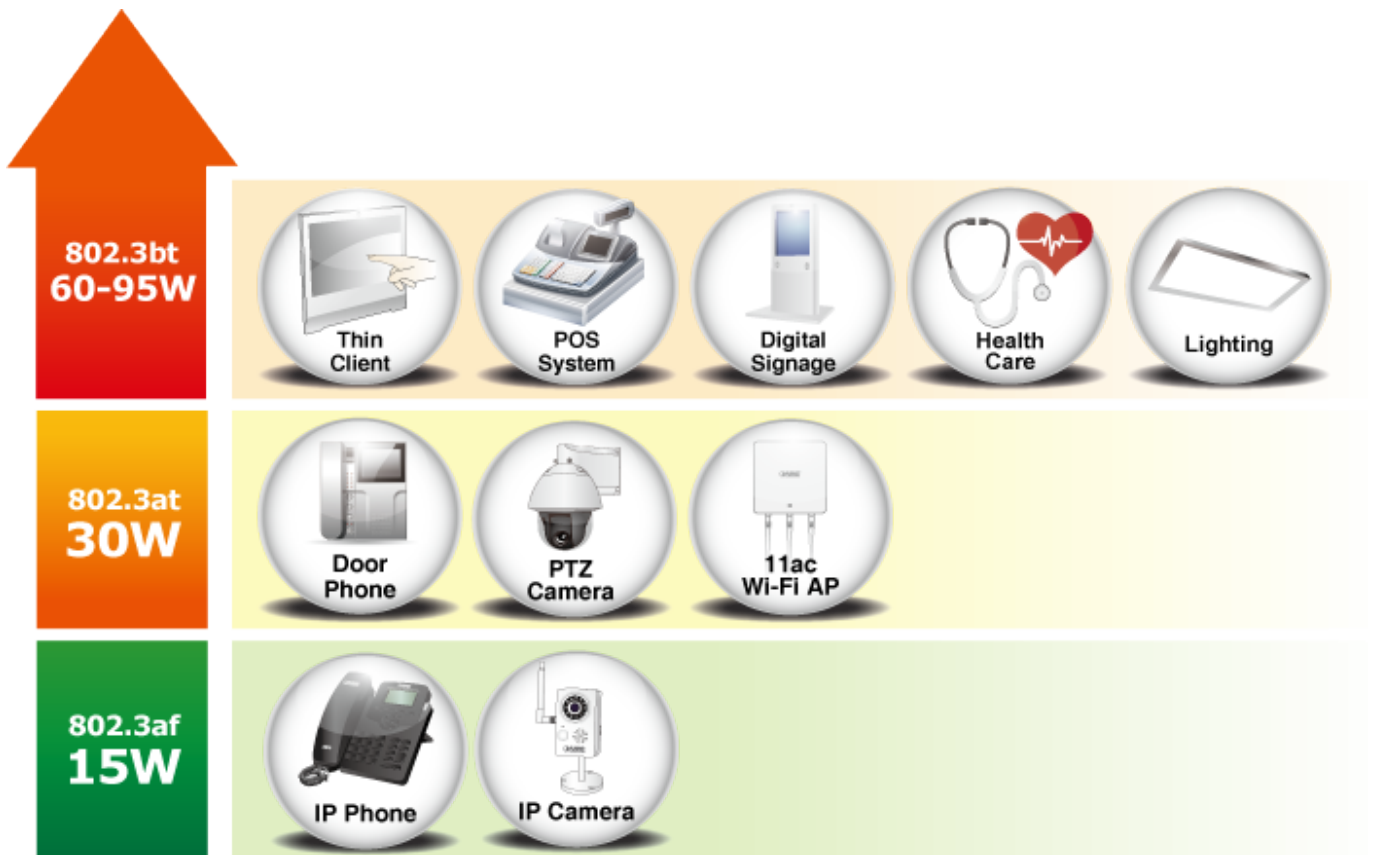 802.3bt
60-95W
Thin
Client
POS
System
Digital
Signage
Health
Care
Lighting
802.3at
30W
Door
Phone
PTZ
Camera
11ac
Wi-Fi AP
802.3af
15W
IP Phone
IP Camera